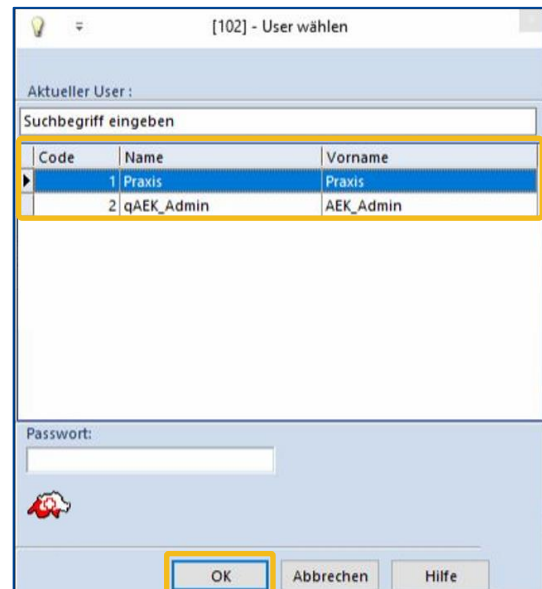 [102] - User wählen
Aktueller User :
Suchbegriff eingeben
Code Name Vorname
1 Praxis Praxis
2 qAEK_Admin AEK_Admin
Passwort:
OK Abbrechen Hilfe